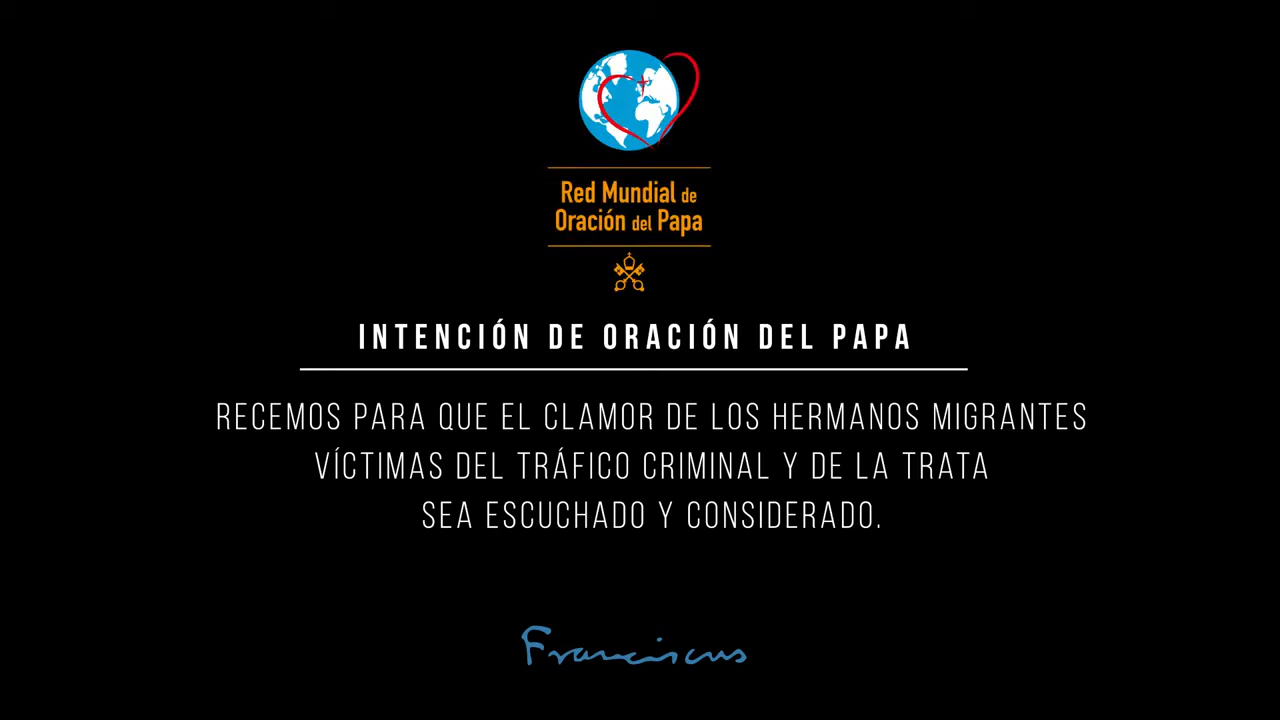 Red Mundial de
Oración del Papa
INTENCIÓN DE ORACIÓN DEL PAPA
RECEMOS PARA QUE EL CLAMOR DE LOS HERMANOS MIGRANTES
VÍCTIMAS DEL TRÁFICO CRIMINAL Y DE LA TRATA
SEA ESCUCHADO Y CONSIDERADO.
Franciscus